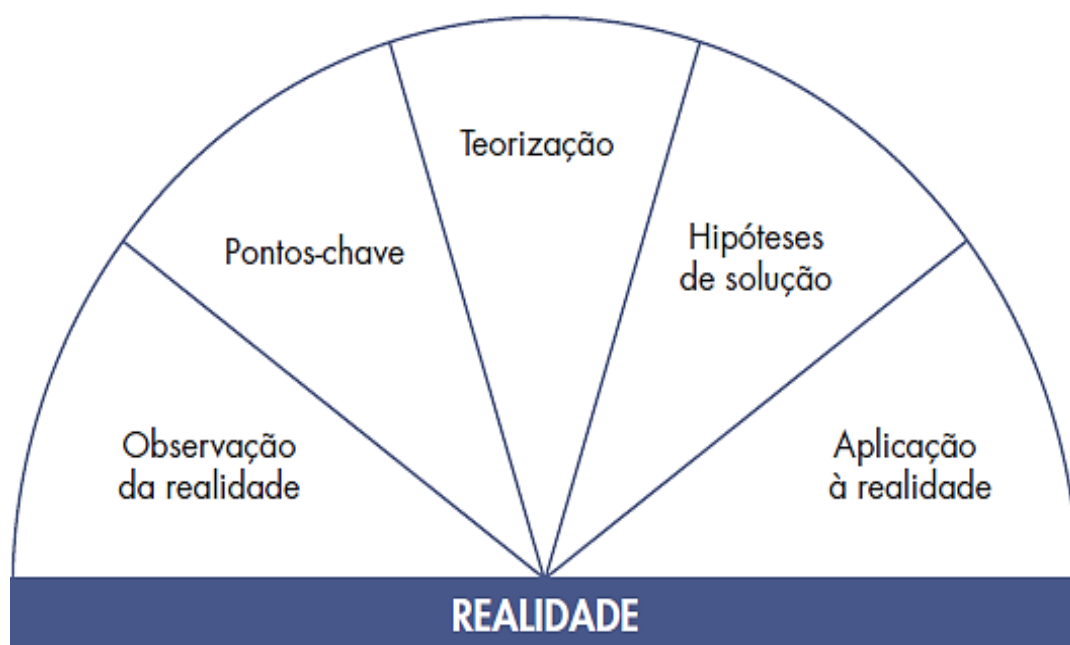 Observação
da realidade
Pontos-chave
Teorização
Hipóteses
de solução
Aplicação
à realidade
REALIDADE